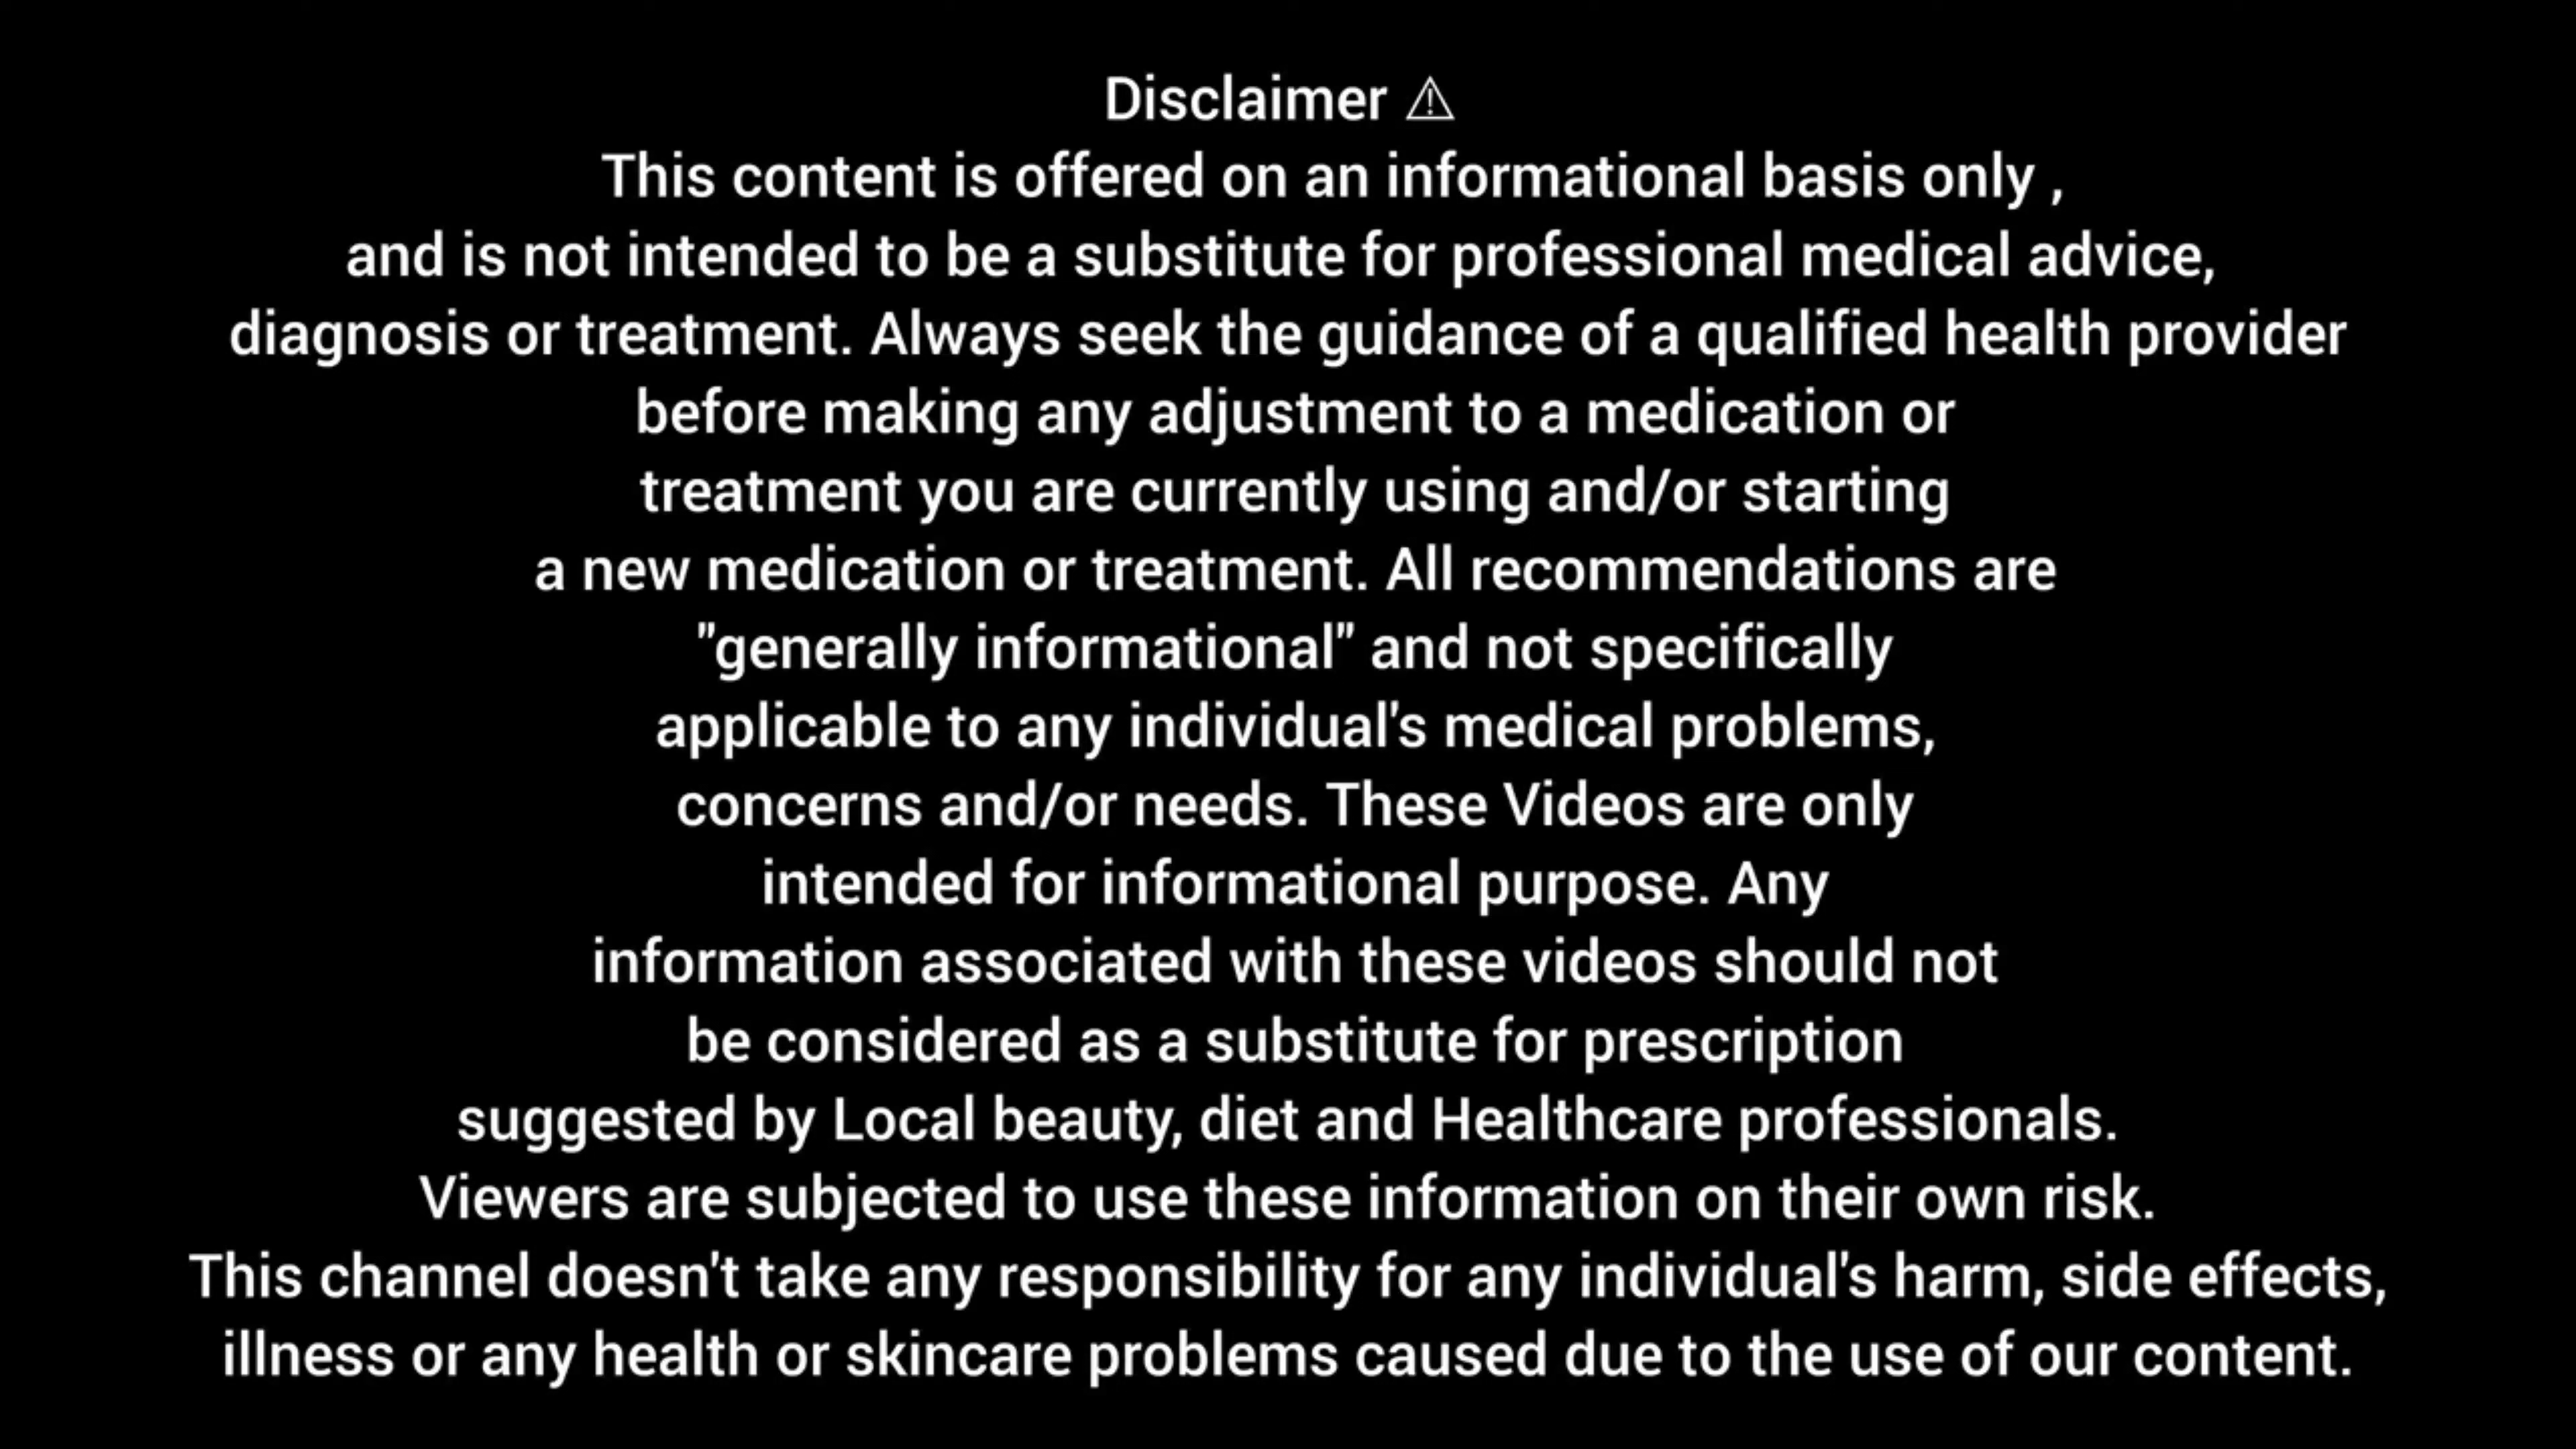 Disclaimer ⚠
This content is offered on an informational basis only ,
and is not intended to be a substitute for professional medical advice,
diagnosis or treatment. Always seek the guidance of a qualified health provider
before making any adjustment to a medication or
treatment you are currently using and/or starting
a new medication or treatment. All recommendations are
"generally informational" and not specifically
applicable to any individual's medical problems,
concerns and/or needs. These Videos are only
intended for informational purpose. Any
information associated with these videos should not
be considered as a substitute for prescription
suggested by Local beauty, diet and Healthcare professionals.
Viewers are subjected to use these information on their own risk.
This channel doesn't take any responsibility for any individual's harm, side effects,
illness or any health or skincare problems caused due to the use of our content.